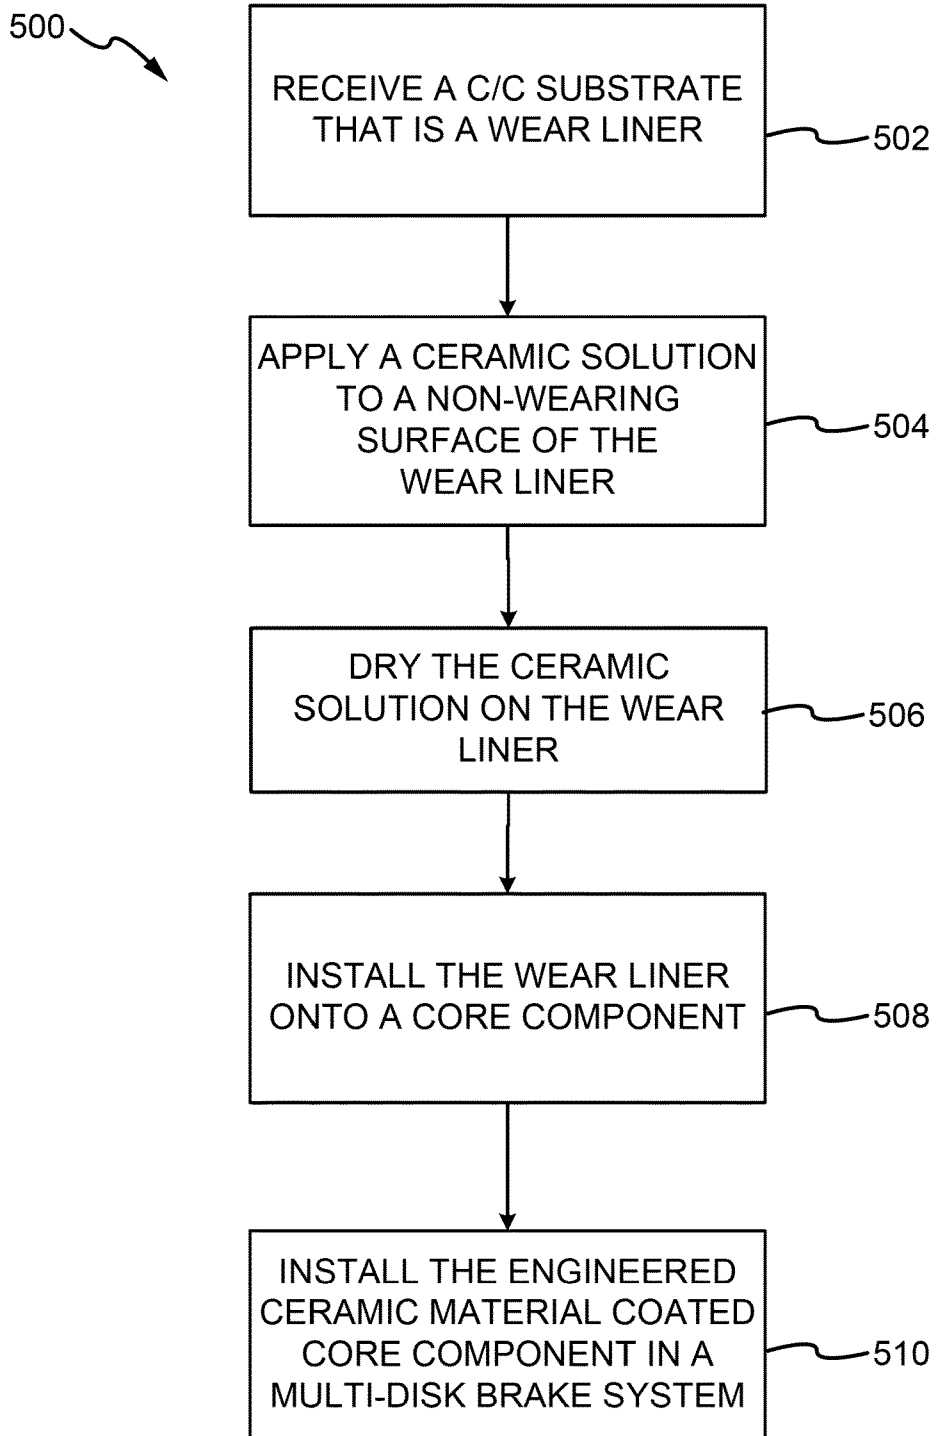 500
RECEIVE A C/C SUBSTRATE
THAT IS A WEAR LINER
502
APPLY A CERAMIC SOLUTION
TO A NON-WEARING
SURFACE OF THE
WEAR LINER
504
DRY THE CERAMIC
SOLUTION ON THE WEAR
LINER
506
INSTALL THE WEAR LINER
ONTO A CORE COMPONENT
508
INSTALL THE ENGINEERED
CERAMIC MATERIAL COATED
CORE COMPONENT IN A
MULTI-DISK BRAKE SYSTEM
510